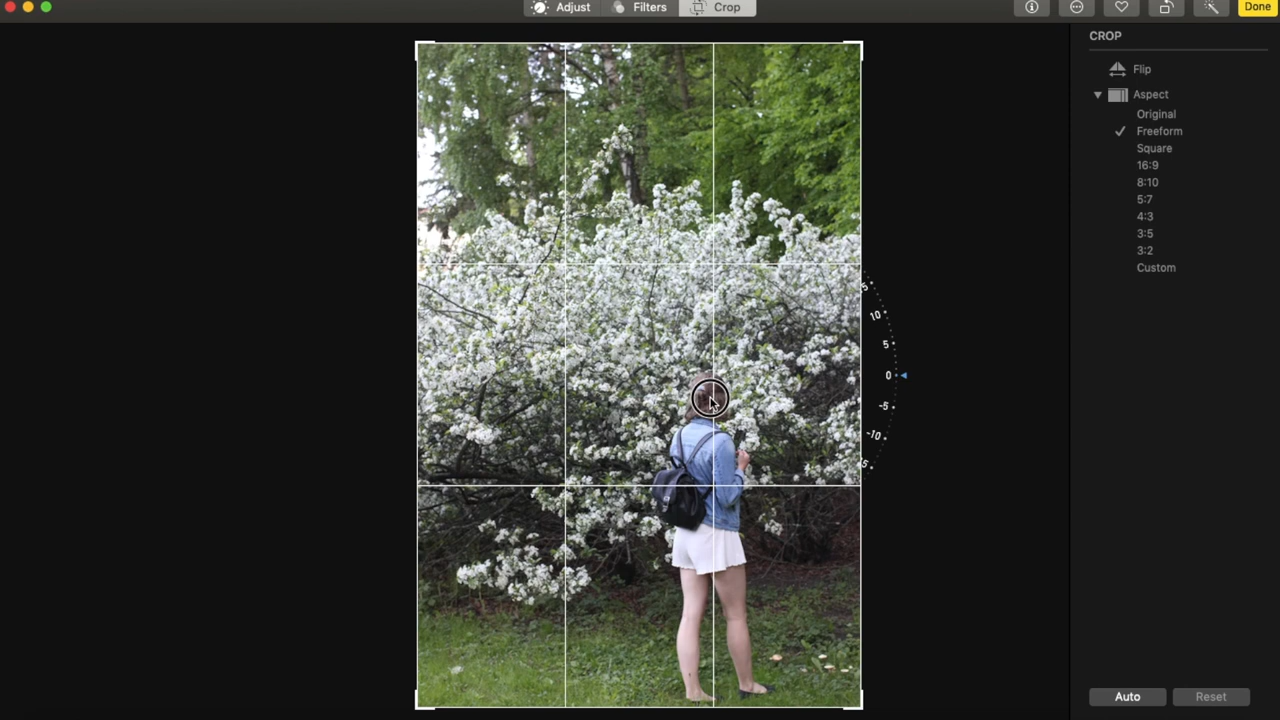 Adjust Filters Crop Done
CROP
Flip
Aspect
Original
Freeform
Square
16:9
8:10
5:7
4:3
3:5
3:2
Custom
10
5
0
-5
-10
Auto Reset